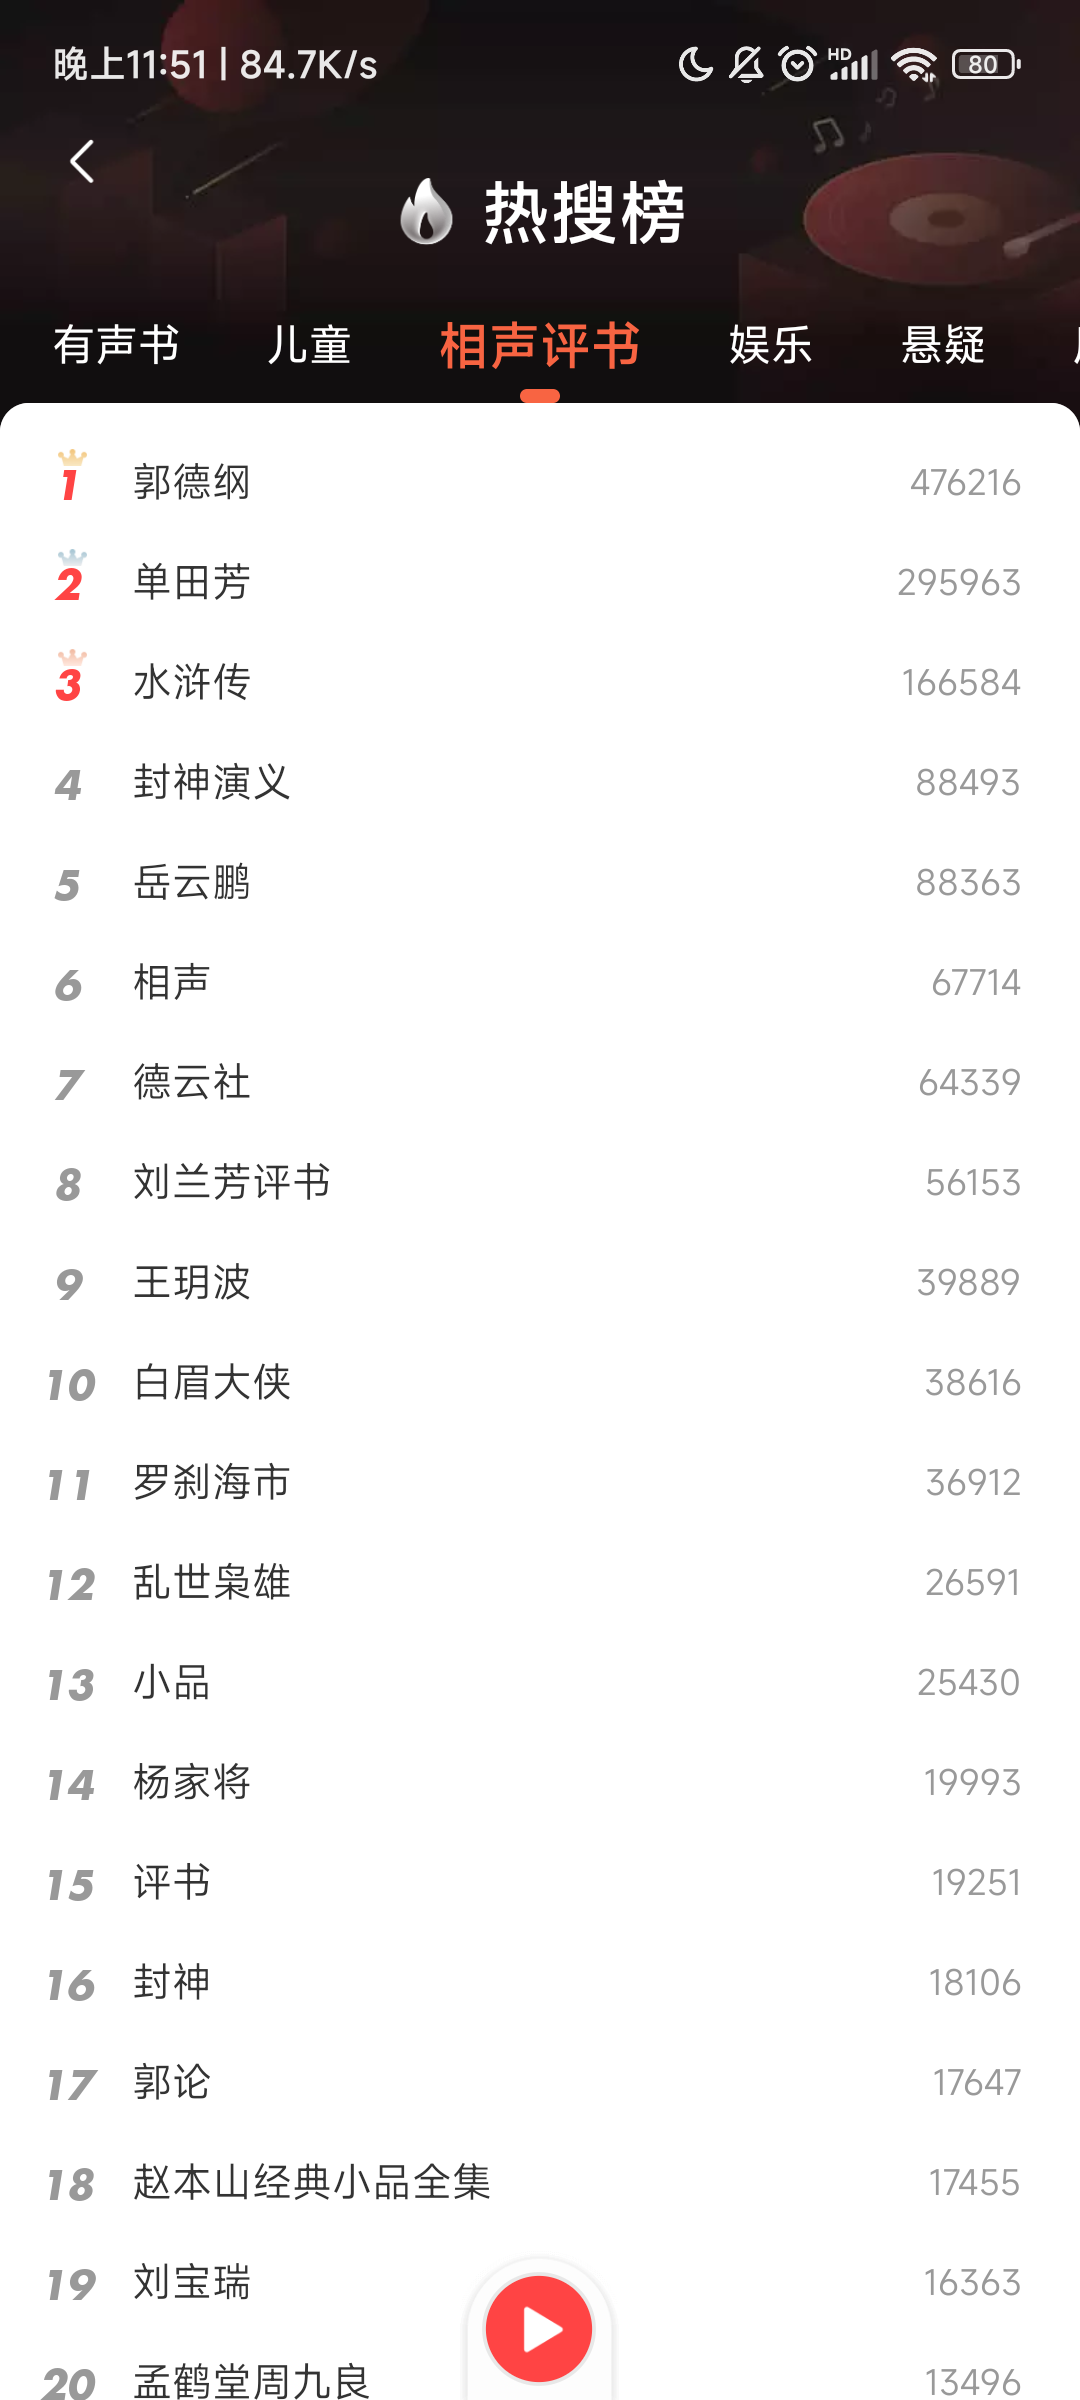 晚上11:51 | 84.7K/s
HD
80
热搜榜
有声书 儿童 相声评书 娱乐 悬疑
1 郭德纲 476216
2 单田芳 295963
3 水浒传 166584
4 封神演义 88493
5 岳云鹏 88363
6 相声 67714
7 德云社 64339
8 刘兰芳评书 56153
9 王玥波 39889
10 白眉大侠 38616
11 罗刹海市 36912
12 乱世枭雄 26591
13 小品 25430
14 杨家将 19993
15 评书 19251
16 封神 18106
17 郭论 17647
18 赵本山经典小品全集 17455
19 刘宝瑞 16363
20 孟鹤堂周九良 13496